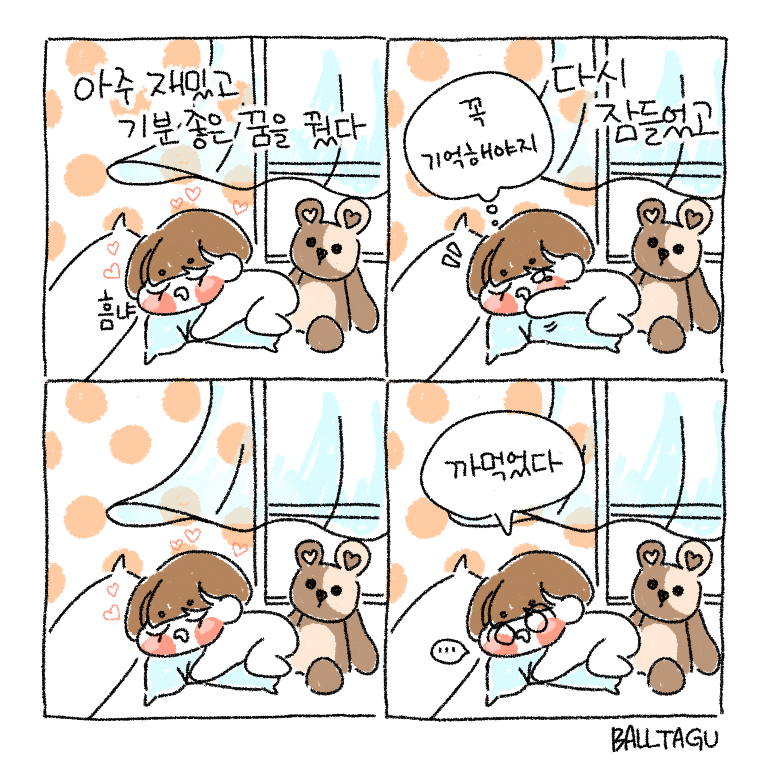 아주 재밌고
기분 좋은 꿈을 꿨다
흠냐
꼭
기억해야지
다시
잠들었고
까먹었다
...
BALLTAGU